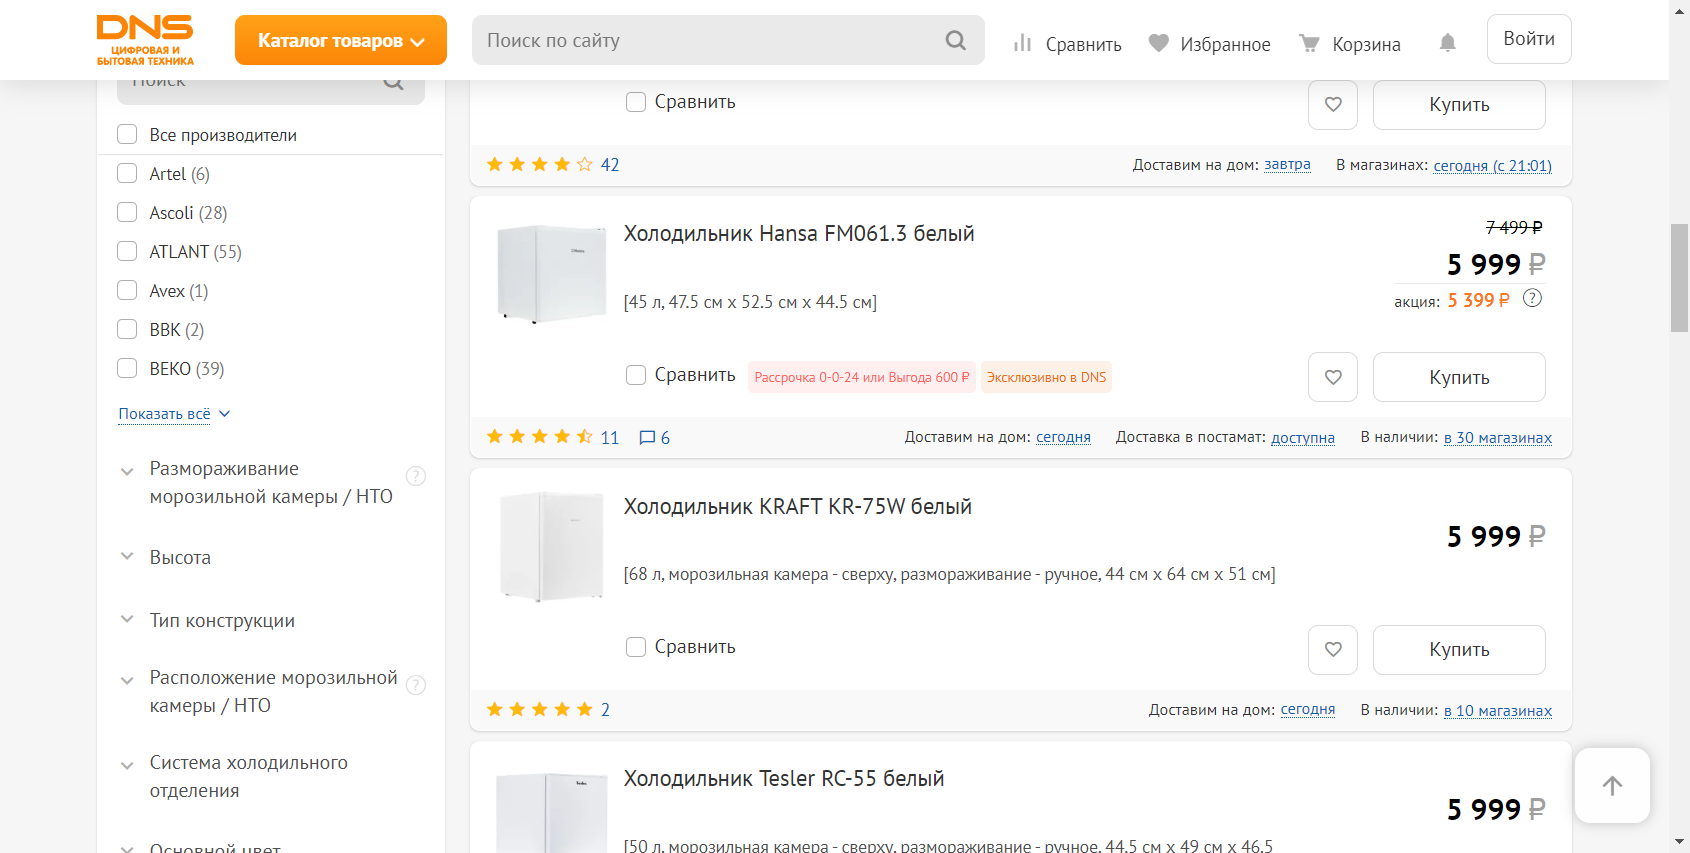 DNS
ЦИФРОВАЯ И
БЫТОВАЯ ТЕХНИКА
Каталог товаров
Поиск по сайту
Сравнить
Избранное
Корзина
Войти
Поиск
Все производители
Artel (6)
Ascoli (28)
ATLANT (55)
Avex (1)
BBK (2)
BEKO (39)
Показать всё
Размораживание
морозильной камеры / НТО
?
Высота
Тип конструкции
Расположение морозильной
камеры / НТО
?
Система холодильного
отделения
Основной цвет
Сравнить
Купить
42
Доставим на дом: завтра
В магазинах: сегодня (с 21:01)
Холодильник Hansa FM061.3 белый
7 499 ₽
5 999 ₽
[45 л, 47.5 см x 52.5 см x 44.5 см]
акция: 5 399 ₽ ?
Сравнить
Рассрочка 0-0-24 или Выгода 600 ₽
Эксклюзивно в DNS
Купить
11
6
Доставим на дом: сегодня
Доставка в постамат: доступна
В наличии: в 30 магазинах
Холодильник KRAFT KR-75W белый
5 999 ₽
[68 л, морозильная камера - сверху, размораживание - ручное, 44 см x 64 см x 51 см]
Сравнить
Купить
2
Доставим на дом: сегодня
В наличии: в 10 магазинах
Холодильник Tesler RC-55 белый
5 999 ₽
[50 л, морозильная камера - сверху, размораживание - ручное, 44.5 см x 49 см x 46.5